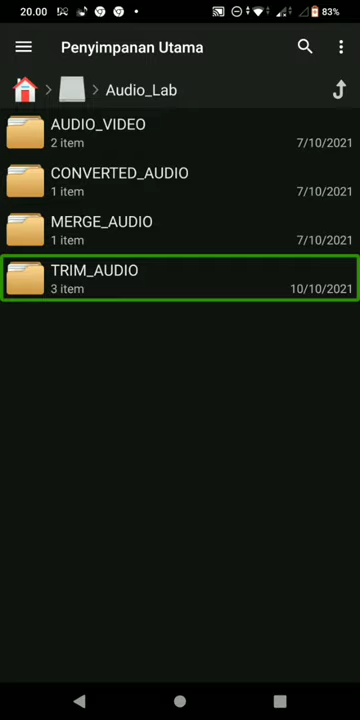 20.00
83%
Penyimpanan Utama
Audio_Lab
AUDIO_VIDEO
2 item
7/10/2021
CONVERTED_AUDIO
1 item
7/10/2021
MERGE_AUDIO
1 item
7/10/2021
TRIM_AUDIO
3 item
10/10/2021